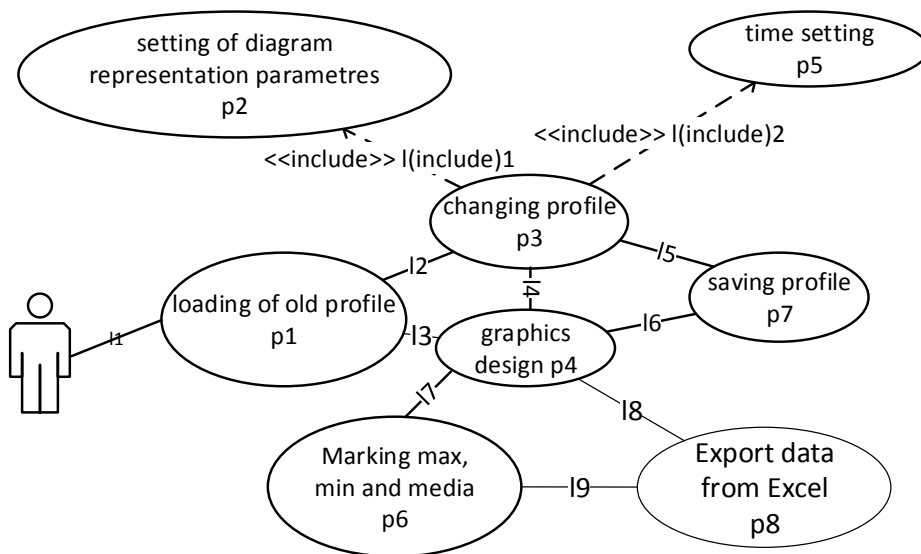 setting of diagram
representation parametres
p2
time setting
p5
<<include>> l(include)1
<<include>> l(include)2
changing profile
p3
l2
l5
l4
l1
loading of old profile
p1
saving profile
p7
l3
l6
graphics
design p4
l7
l8
Marking max,
min and media
p6
l9
Export data
from Excel
p8